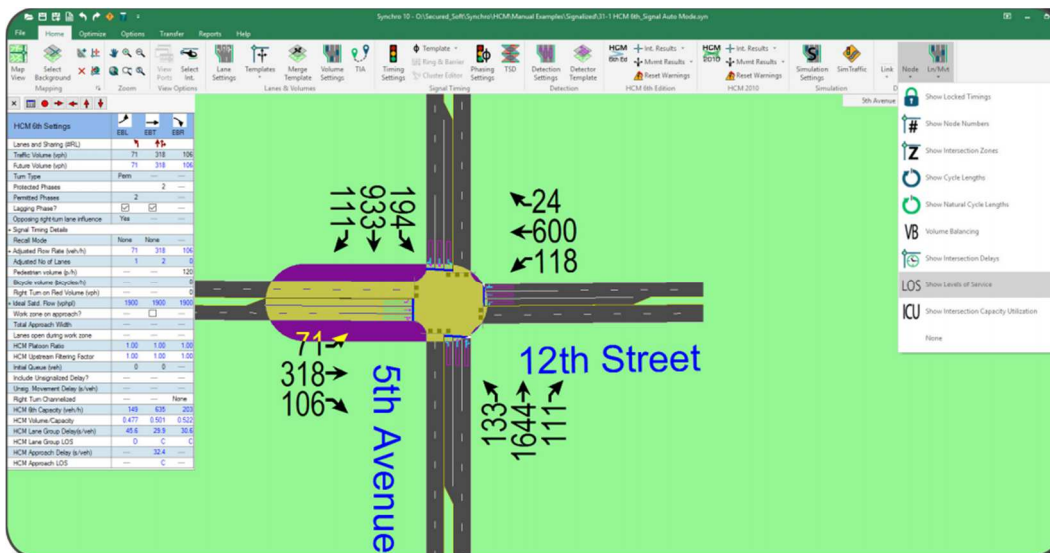 Synchro 10 - O:\Secured_Soft\Synchro\HCM\Manual Examples\Signalized\31-1 HCM 6th_Signal Auto Mode.syn
File Home Optimize Options Transfer Reports Help
Map View
Select Background
Mapping
Zoom
View Ports
Select Int.
View Options
Lane Settings
Templates
Merge Template
Volume Settings
TIA
Lanes & Volumes
Timing Settings
Template
Ring & Barrier
Cluster Editor
Phasing Settings
TSD
Signal Timing
Detection Settings
Detector Template
Detection
HCM 6th Ed
Int. Results
Mvmt Results
Reset Warnings
HCM 6th Edition
HCM 2010
Int. Results
Mvmt Results
Reset Warnings
HCM 2010
Simulation Settings
SimTraffic
Simulation
Link
Node
Ln/Mvt
5th Avenue
Show Locked Timings
# Show Node Numbers
Z Show Intersection Zones
Show Cycle Lengths
Show Natural Cycle Lengths
VB Volume Balancing
Show Intersection Delays
LOS Show Levels of Service
ICU Show Intersection Capacity Utilization
None
HCM 6th Settings EBL EBT EBR
Lanes and Sharing (#RL)
Traffic Volume (vph) 71 318 106
Future Volume (vph) 71 318 106
Turn Type Perm — —
Protected Phases 2 —
Permitted Phases 2 —
Lagging Phase? —
Opposing right-turn lane influence Yes — —
+ Signal Timing Details
Recall Mode None None —
+ Adjusted Flow Rate (veh/h) 71 318 106
Adjusted No of Lanes 1 2 0
Pedestrian volume (p/h) — — 120
Bicycle volume (bicycles/h) — — 0
Right Turn on Red Volume (vph) — — 0
+ Ideal Satd. Flow (vphpl) 1900 1900 1900
Work zone on approach? — —
Total Approach Width — — —
Lanes open during work zone — — —
HCM Platoon Ratio 1.00 1.00 1.00
HCM Upstream Filtering Factor 1.00 1.00 1.00
Initial Queue (veh) 0 0 —
Include Unsignalized Delay? — — —
Unsig. Movement Delay (s/veh) — — —
Right Turn Channelized — — None
HCM 6th Capacity (veh/h) 149 635 203
HCM Volume/Capacity 0.477 0.501 0.522
HCM Lane Group Delay(s/veh) 45.6 29.9 30.6
HCM Lane Group LOS D C C
HCM Approach Delay (s/veh) — 32.4 —
HCM Approach LOS — C —
111
933
194
24
600
118
71
318
106
133
1644
111
12th Street
5th Avenue